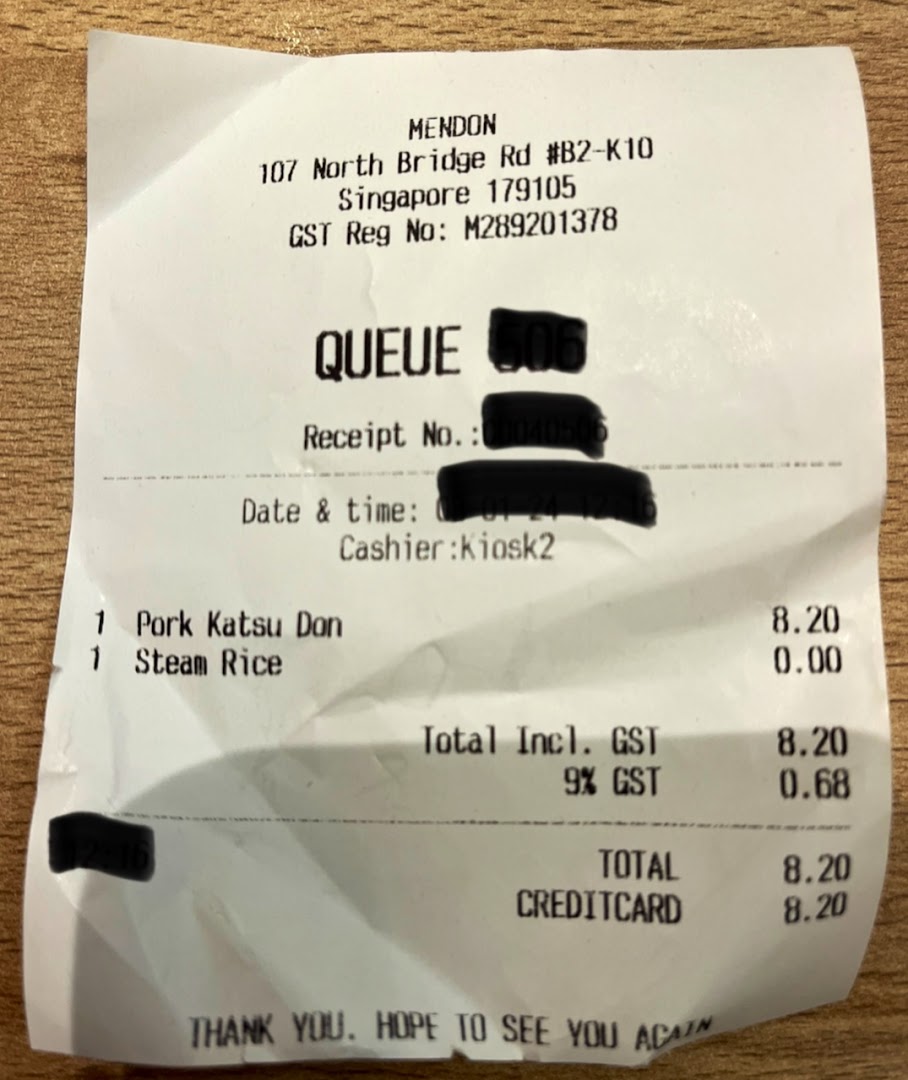 MENDON
107 North Bridge Rd #B2-K10
Singapore 179105
GST Reg No: M289201378
QUEUE
Receipt No.:
Date & time:
Cashier:kiosk2
1 Pork Katsu Don 8.20
1 Steam Rice 0.00
Total Incl. GST 8.20
9% GST 0.68
TOTAL 8.20
CREDITCARD 8.20
THANK YOU. HOPE TO SEE YOU AGAIN